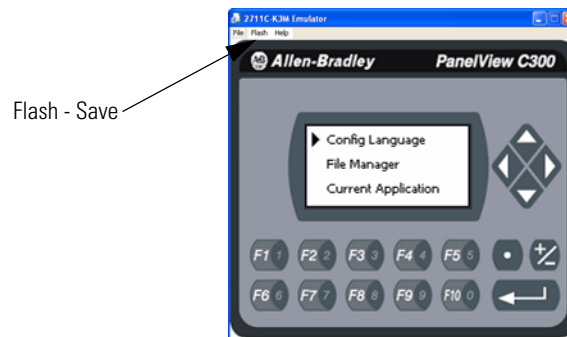 2711C-K3M Emulator
File Flash Help
AB Allen-Bradley PanelView C300
Flash - Save
Config Language
File Manager
Current Application
F1 1 F2 2 F3 3 F4 4 F5 5 • +/-
F6 6 F7 7 F8 8 F9 9 F10 0